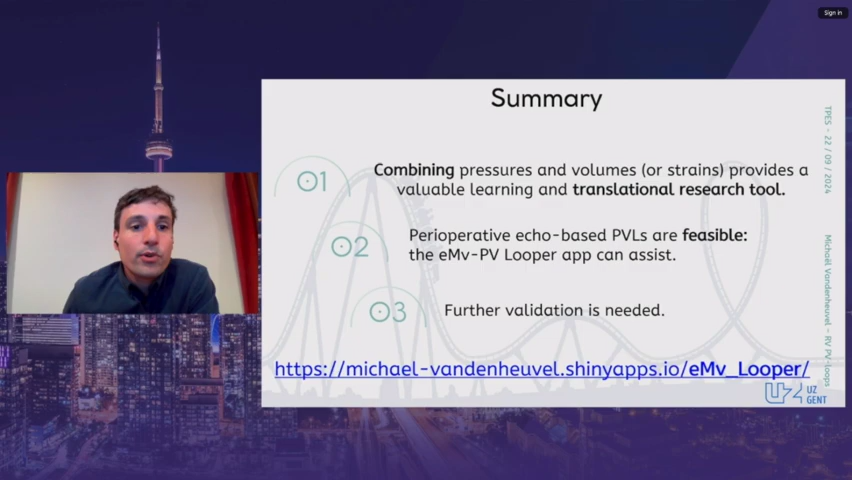 Sign in
Summary
01
Combining pressures and volumes (or strains) provides a
valuable learning and translational research tool.
02
Perioperative echo-based PVLs are feasible:
the eMv-PV Looper app can assist.
03
Further validation is needed.
https://michael-vandenheuvel.shinyapps.io/eMv_Looper/
TPES - 22 / 09 / 2024
Michaël Vandenheuvel - RV PV-loops
UZ
GENT